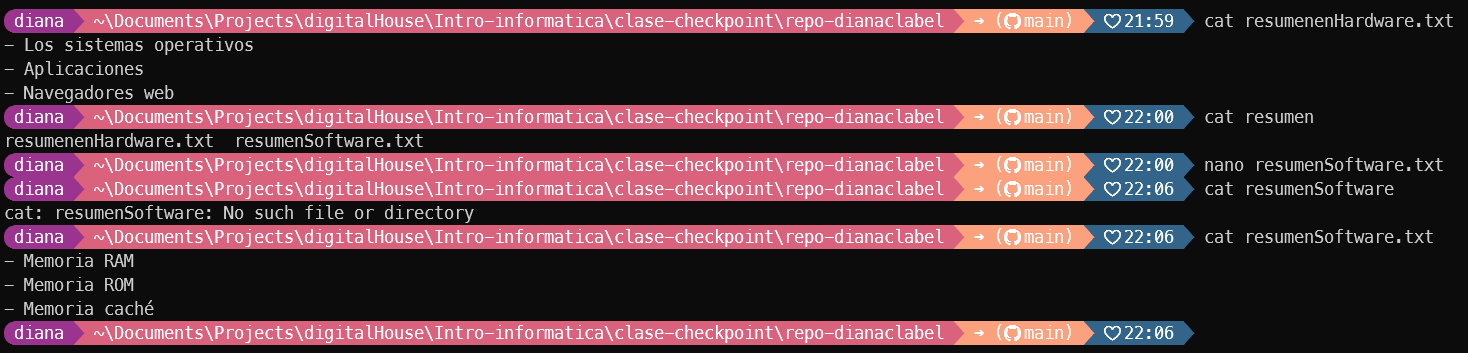 diana ~\Documents\Projects\digitalHouse\Intro-informatica\clase-checkpoint\repo-dianaclabel → (main) ♡21:59 cat resumenenHardware.txt
- Los sistemas operativos
- Aplicaciones
- Navegadores web
diana ~\Documents\Projects\digitalHouse\Intro-informatica\clase-checkpoint\repo-dianaclabel → (main) ♡22:00 cat resumen
resumenenHardware.txt  resumenSoftware.txt
diana ~\Documents\Projects\digitalHouse\Intro-informatica\clase-checkpoint\repo-dianaclabel → (main) ♡22:00 nano resumenSoftware.txt
diana ~\Documents\Projects\digitalHouse\Intro-informatica\clase-checkpoint\repo-dianaclabel → (main) ♡22:06 cat resumenSoftware
cat: resumenSoftware: No such file or directory
diana ~\Documents\Projects\digitalHouse\Intro-informatica\clase-checkpoint\repo-dianaclabel → (main) ♡22:06 cat resumenSoftware.txt
- Memoria RAM
- Memoria ROM
- Memoria caché
diana ~\Documents\Projects\digitalHouse\Intro-informatica\clase-checkpoint\repo-dianaclabel → (main) ♡22:06